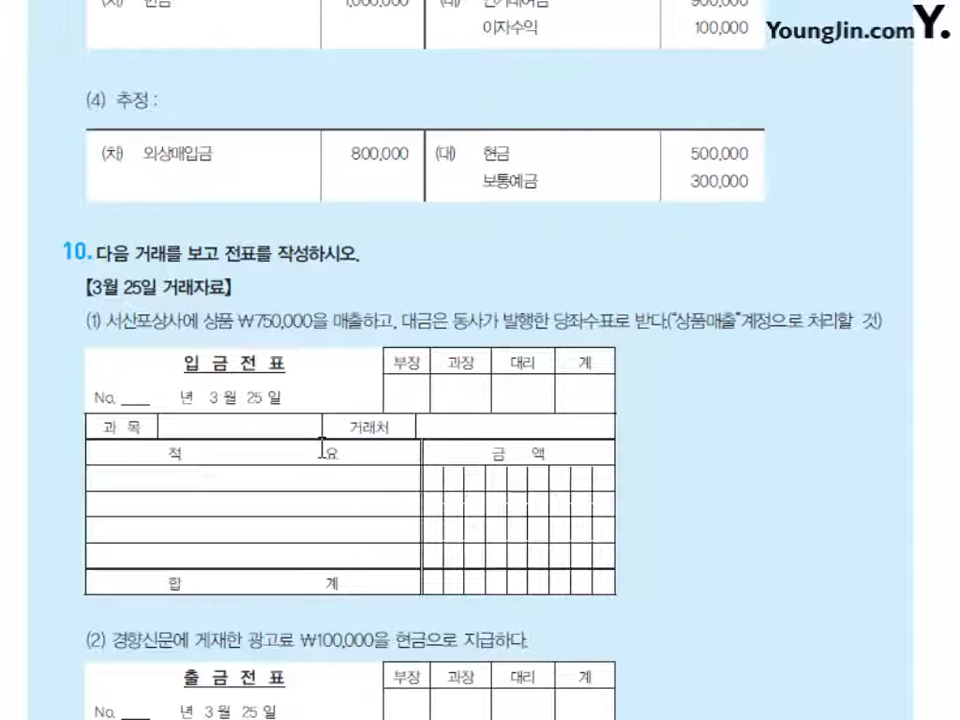 이자수익 100,000
YoungJin.com Y.
(4) 추정 :
(차) 외상매입금 800,000 (대) 현금 500,000
보통예금 300,000
10. 다음 거래를 보고 전표를 작성하시오.
【3월 25일 거래자료】
(1) 서산포상사에 상품 ₩750,000을 매출하고, 대금은 동사가 발행한 당좌수표로 받다.("상품매출"계정으로 처리할 것)
입 금 전 표 부장 과장 대리 계
No. ___ 년 3 월 25 일
과 목 거래처
적 요 금 액
합 계
(2) 경향신문에 게재한 광고료 ₩100,000을 현금으로 지급하다.
출 금 전 표 부장 과장 대리 계
No. ___ 년 3 월 25 일